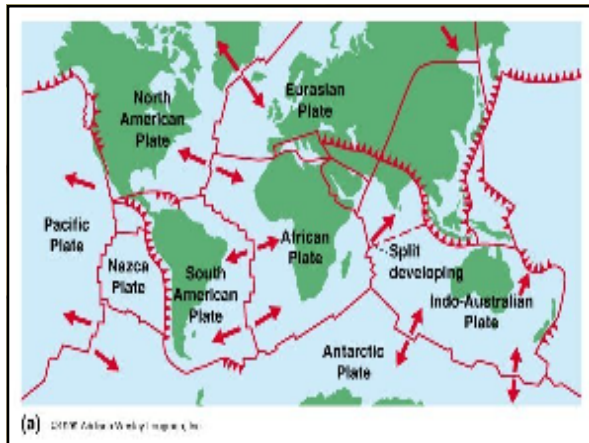 North
American
Plate
Eurasian
Plate
Pacific
Plate
Nazca
Plate
South
American
Plate
African
Plate
Split
developing
Indo-Australian
Plate
Antarctic
Plate
(a)